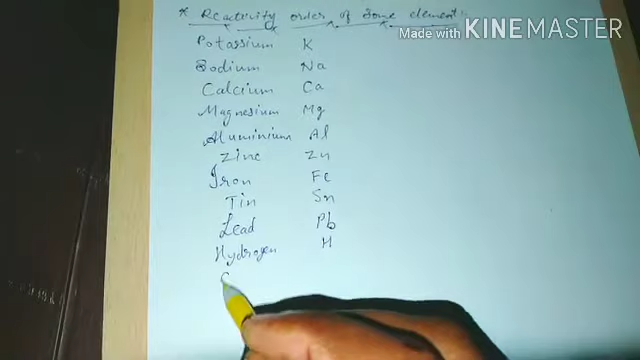 * Reactivity order of Some elements
Made with KINEMASTER
Potassium K
Sodium Na
Calcium Ca
Magnesium Mg
Aluminium Al
Zinc Zn
Iron Fe
Tin Sn
Lead Pb
Hydrogen H
C